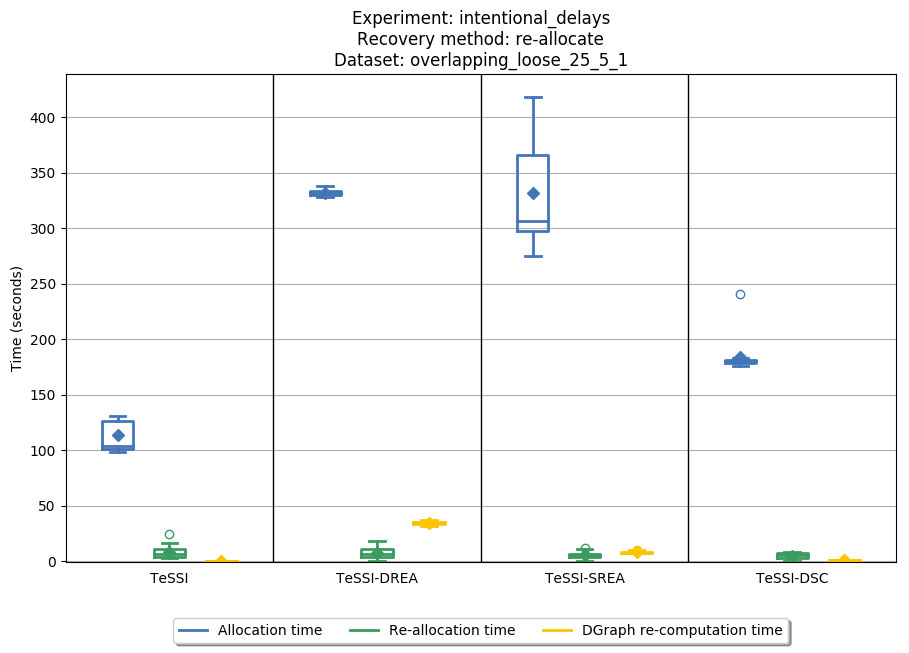 Experiment: intentional_delays
Recovery method: re-allocate
Dataset: overlapping_loose_25_5_1
Time (seconds)
400
350
300
250
200
150
100
50
0
TeSSI
TeSSI-DREA
TeSSI-SREA
TeSSI-DSC
Allocation time
Re-allocation time
DGraph re-computation time